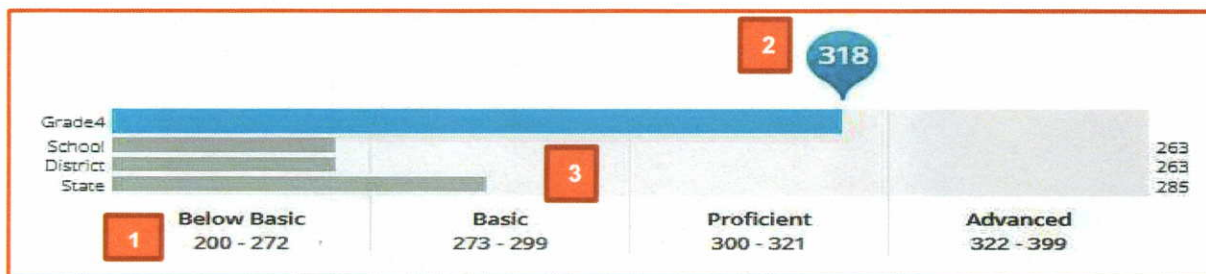 2
318
Grade4
School 263
District 263
3
State 285
1
Below Basic Basic Proficient Advanced
200 - 272 273 - 299 300 - 321 322 - 399